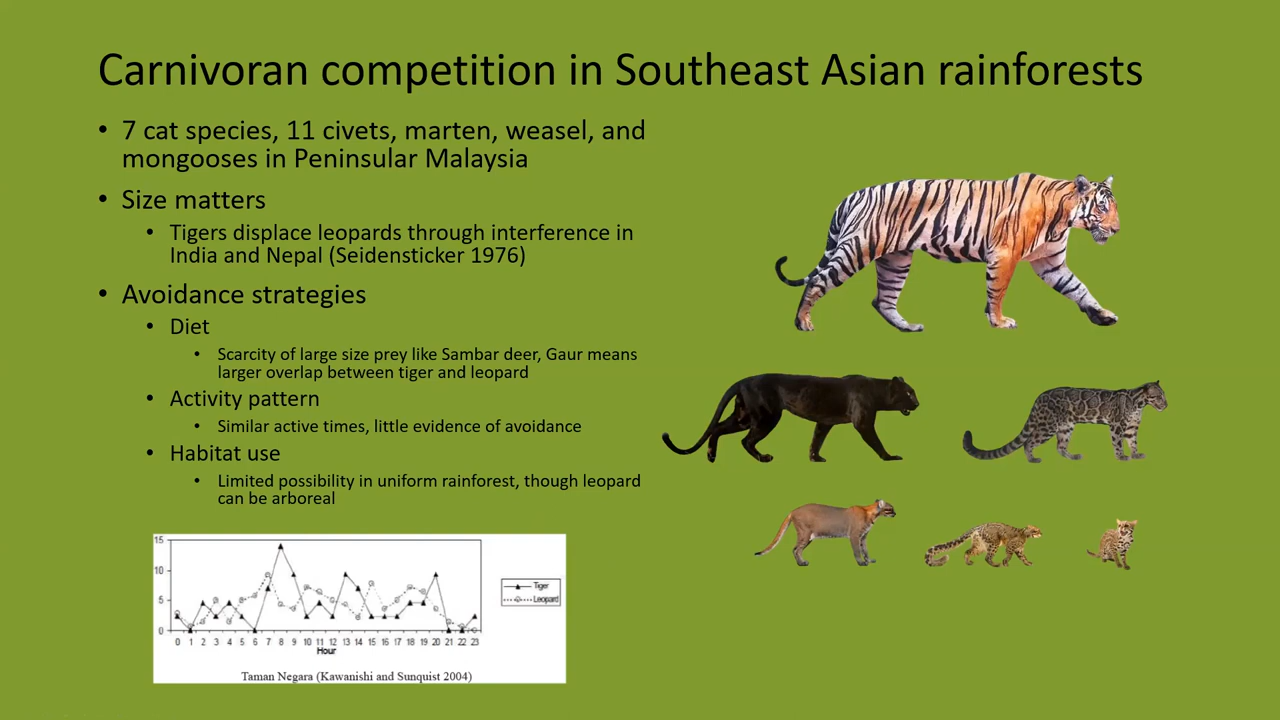 Carnivoran competition in Southeast Asian rainforests
• 7 cat species, 11 civets, marten, weasel, and
mongooses in Peninsular Malaysia
• Size matters
• Tigers displace leopards through interference in
India and Nepal (Seidensticker 1976)
• Avoidance strategies
• Diet
• Scarcity of large size prey like Sambar deer, Gaur means
larger overlap between tiger and leopard
• Activity pattern
• Similar active times, little evidence of avoidance
• Habitat use
• Limited possibility in uniform rainforest, though leopard
can be arboreal
15
10
5
0
Tiger
Leopard
0 1 2 3 4 5 6 7 8 9 10 11 12 13 14 15 16 17 18 19 20 21 22 23
Hour
Taman Negara (Kawanishi and Sunquist 2004)